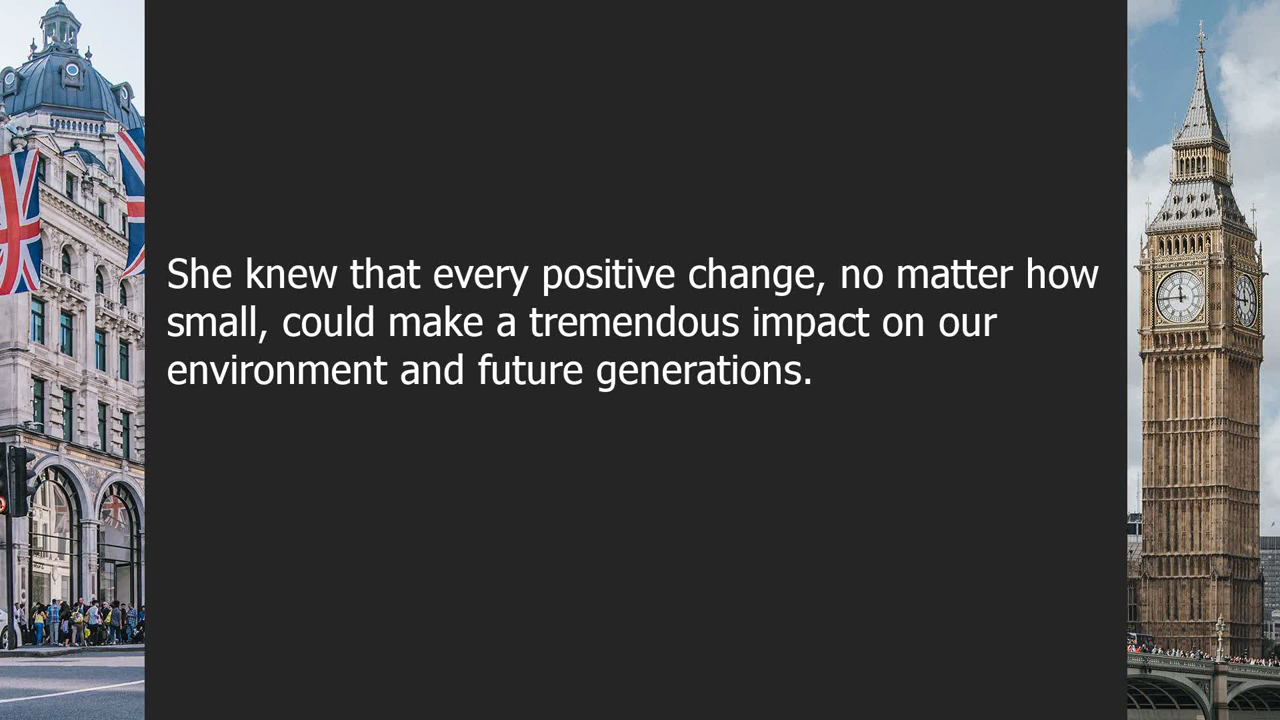 She knew that every positive change, no matter how
small, could make a tremendous impact on our
environment and future generations.